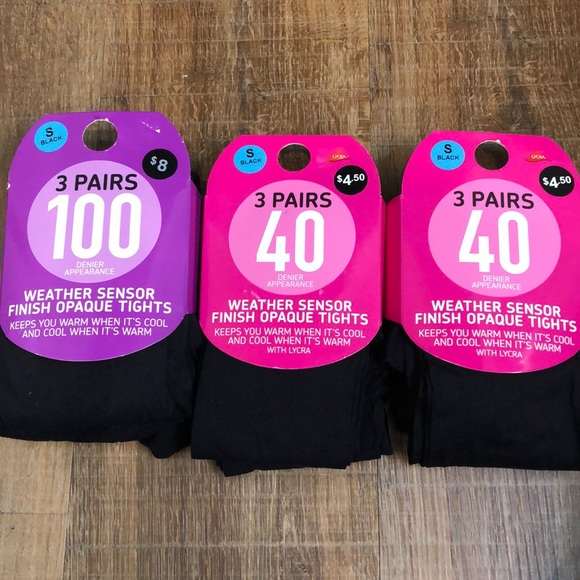 S
BLACK
$8
3 PAIRS
100
DENIER
APPEARANCE
WEATHER SENSOR
FINISH OPAQUE TIGHTS
KEEPS YOU WARM WHEN IT'S COOL
AND COOL WHEN IT'S WARM
S
BLACK
LYCRA
$4.50
3 PAIRS
40
DENIER
APPEARANCE
WEATHER SENSOR
FINISH OPAQUE TIGHTS
KEEPS YOU WARM WHEN IT'S COOL
AND COOL WHEN IT'S WARM
WITH LYCRA
S
BLACK
LYCRA
$4.50
3 PAIRS
40
DENIER
APPEARANCE
WEATHER SENSOR
FINISH OPAQUE TIGHTS
KEEPS YOU WARM WHEN IT'S COOL
AND COOL WHEN IT'S WARM
WITH LYCRA